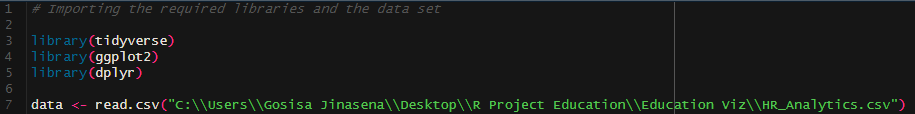 1 # Importing the required libraries and the data set
2
3 library(tidyverse)
4 library(ggplot2)
5 library(dplyr)
6
7 data <- read.csv("C:\\Users\\Gosisa Jinasena\\Desktop\\R Project Education\\Education Viz\\HR_Analytics.csv")